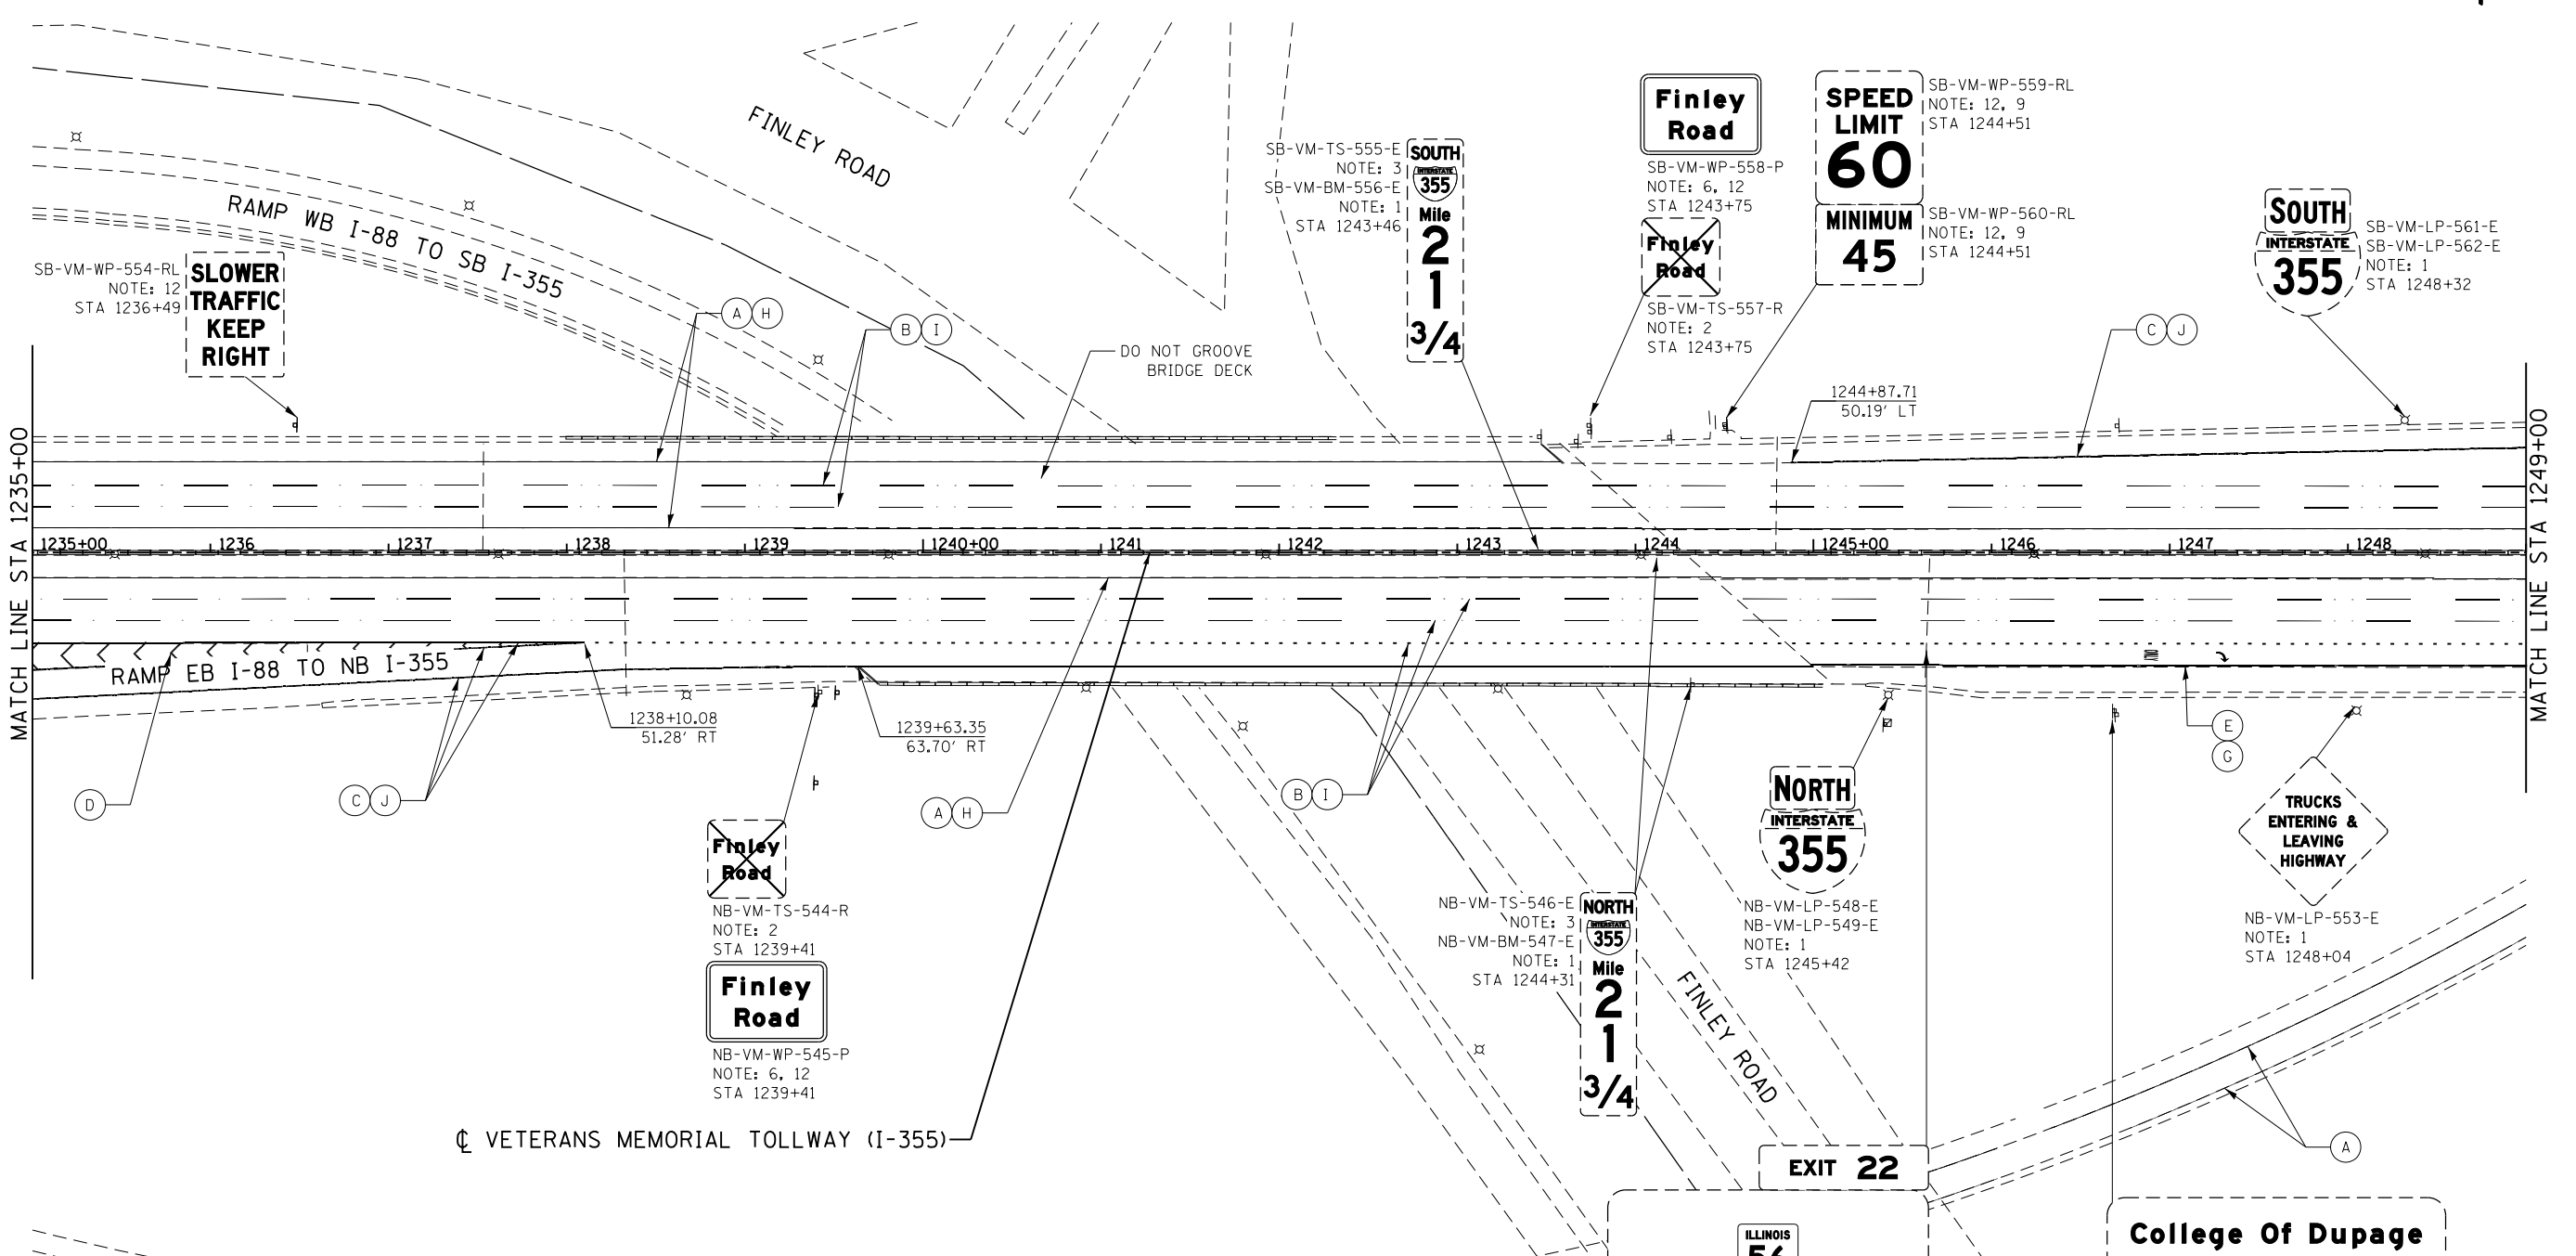 FINLEY ROAD
RAMP WB I-88 TO SB I-355
SB-VM-WP-554-RL
NOTE: 12
STA 1236+49
SLOWER
TRAFFIC
KEEP
RIGHT
A H
B I
DO NOT GROOVE
BRIDGE DECK
SB-VM-TS-555-E
NOTE: 3
SB-VM-BM-556-E
NOTE: 1
STA 1243+46
SOUTH
INTERSTATE
355
Mile
2
1
3/4
Finley
Road
SB-VM-WP-558-P
NOTE: 6, 12
STA 1243+75
Finley
Road
SB-VM-TS-557-R
NOTE: 2
STA 1243+75
SPEED
LIMIT
60
SB-VM-WP-559-RL
NOTE: 12, 9
STA 1244+51
MINIMUM
45
SB-VM-WP-560-RL
NOTE: 12, 9
STA 1244+51
SOUTH
INTERSTATE
355
SB-VM-LP-561-E
SB-VM-LP-562-E
NOTE: 1
STA 1248+32
C J
1244+87.71
50.19' LT
MATCH LINE STA 1235+00
1235+00 1236 1237 1238 1239 1240+00 1241 1242 1243 1244 1245+00 1246 1247 1248
MATCH LINE STA 1249+00
RAMP EB I-88 TO NB I-355
1238+10.08
51.28' RT
1239+63.35
63.70' RT
D
C J
A H
B I
E
G
Finley
Road
NB-VM-TS-544-R
NOTE: 2
STA 1239+41
Finley
Road
NB-VM-WP-545-P
NOTE: 6, 12
STA 1239+41
℄ VETERANS MEMORIAL TOLLWAY (I-355)
NB-VM-TS-546-E
NOTE: 3
NB-VM-BM-547-E
NOTE: 1
STA 1244+31
NORTH
INTERSTATE
355
Mile
2
1
3/4
NORTH
INTERSTATE
355
NB-VM-LP-548-E
NB-VM-LP-549-E
NOTE: 1
STA 1245+42
TRUCKS
ENTERING &
LEAVING
HIGHWAY
NB-VM-LP-553-E
NOTE: 1
STA 1248+04
FINLEY ROAD
A
EXIT 22
ILLINOIS
56
College Of Dupage